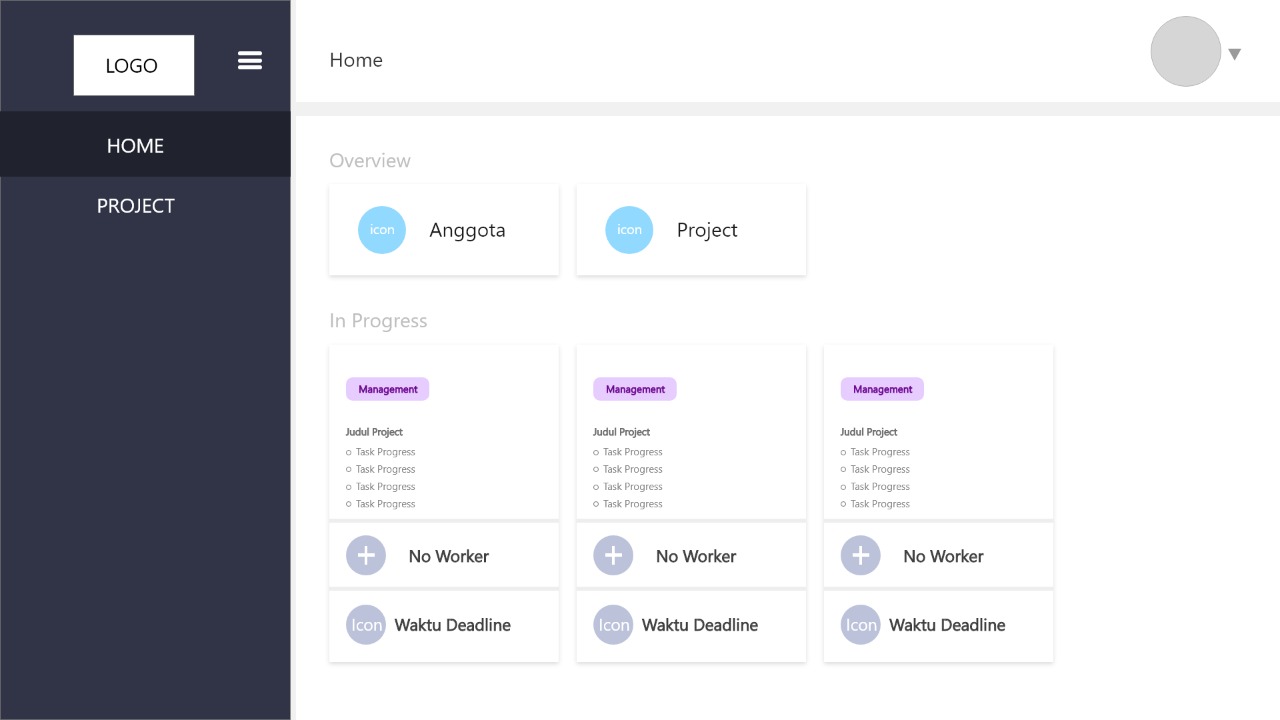 LOGO
HOME
PROJECT
Home
Overview
icon Anggota
icon Project
In Progress
Management
Judul Project
Task Progress
Task Progress
Task Progress
Task Progress
No Worker
Icon Waktu Deadline
Management
Judul Project
Task Progress
Task Progress
Task Progress
Task Progress
No Worker
Icon Waktu Deadline
Management
Judul Project
Task Progress
Task Progress
Task Progress
Task Progress
No Worker
Icon Waktu Deadline